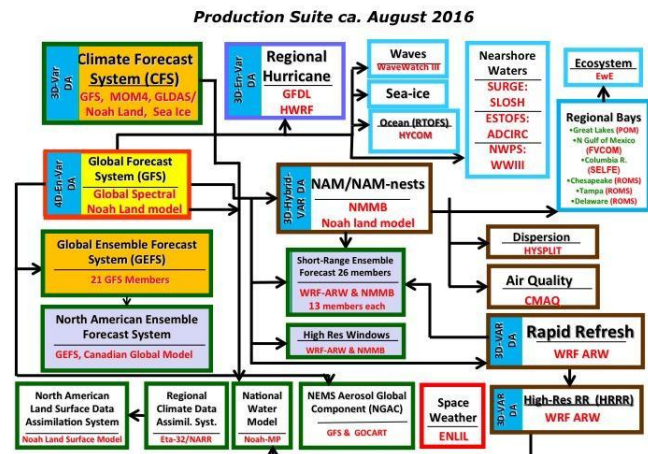 Production Suite ca. August 2016
3D-Var DA
Climate Forecast
System (CFS)
GFS, MOM4, GLDAS/
Noah Land, Sea Ice
3D-En-Var DA
Regional
Hurricane
GFDL
HWRF
Waves
WaveWatch III
Sea-ice
Ocean (RTOFS)
HYCOM
Nearshore
Waters
SURGE:
SLOSH
ESTOFS:
ADCIRC
NWPS:
WWIII
Ecosystem
EwE
Regional Bays
•Great Lakes (POM)
•N Gulf of Mexico
(FVCOM)
•Columbia R.
(SELFE)
•Chesapeake (ROMS)
•Tampa (ROMS)
•Delaware (ROMS)
4D-En-Var DA
Global Forecast
System (GFS)
Global Spectral
Noah Land model
3D-Hybrid-VAR DA
NAM/NAM-nests
NMMB
Noah land model
Dispersion
HYSPLIT
Air Quality
CMAQ
Global Ensemble Forecast
System (GEFS)
21 GFS Members
Short-Range Ensemble
Forecast 26 members
WRF-ARW & NMMB
13 members each
North American Ensemble
Forecast System
GEFS, Canadian Global Model
High Res Windows
WRF-ARW & NMMB
3D-VAR DA
Rapid Refresh
WRF ARW
North American
Land Surface Data
Assimilation System
Noah Land Surface Model
Regional
Climate Data
Assimil. Syst.
Eta-32/NARR
National
Water
Model
Noah-MP
NEMS Aerosol Global
Component (NGAC)
GFS & GOCART
Space
Weather
ENLIL
3D-VAR DA
High-Res RR (HRRR)
WRF ARW